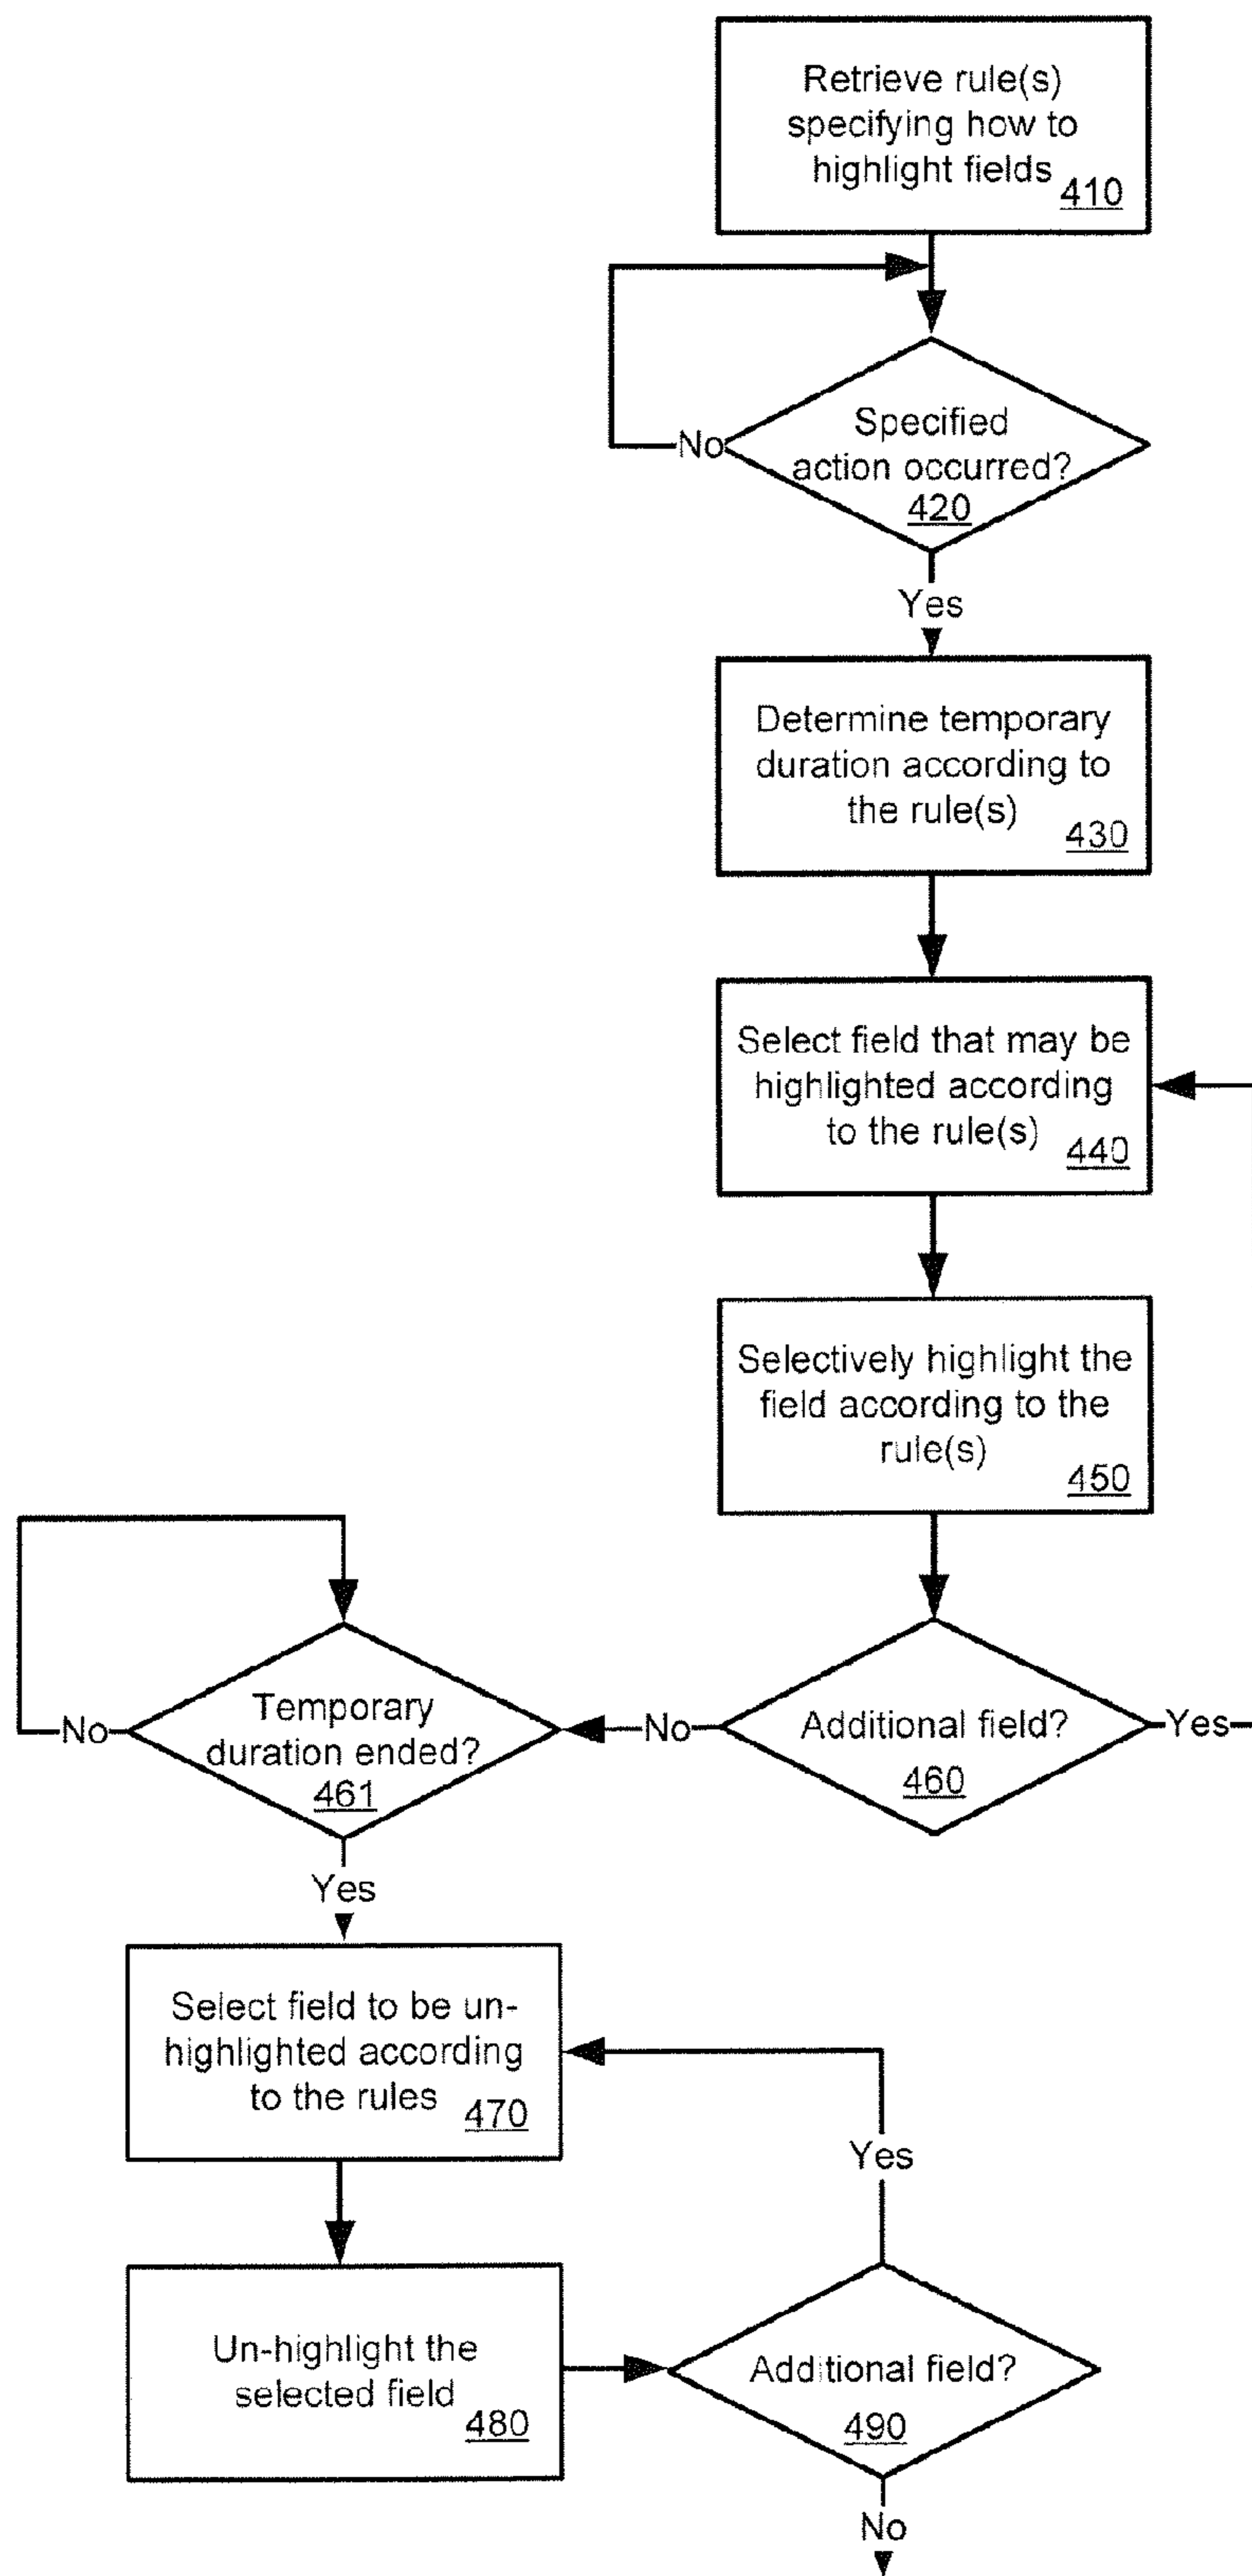 Retrieve rule(s)
specifying how to
highlight fields
410
Specified
action occurred?
420
No
Yes
Determine temporary
duration according to
the rule(s)
430
Select field that may be
highlighted according
to the rule(s)
440
Selectively highlight the
field according to the
rule(s)
450
Additional field?
460
Yes
No
Temporary
duration ended?
461
No
Yes
Select field to be un-
highlighted according
to the rules
470
Un-highlight the
selected field
480
Additional field?
490
Yes
No